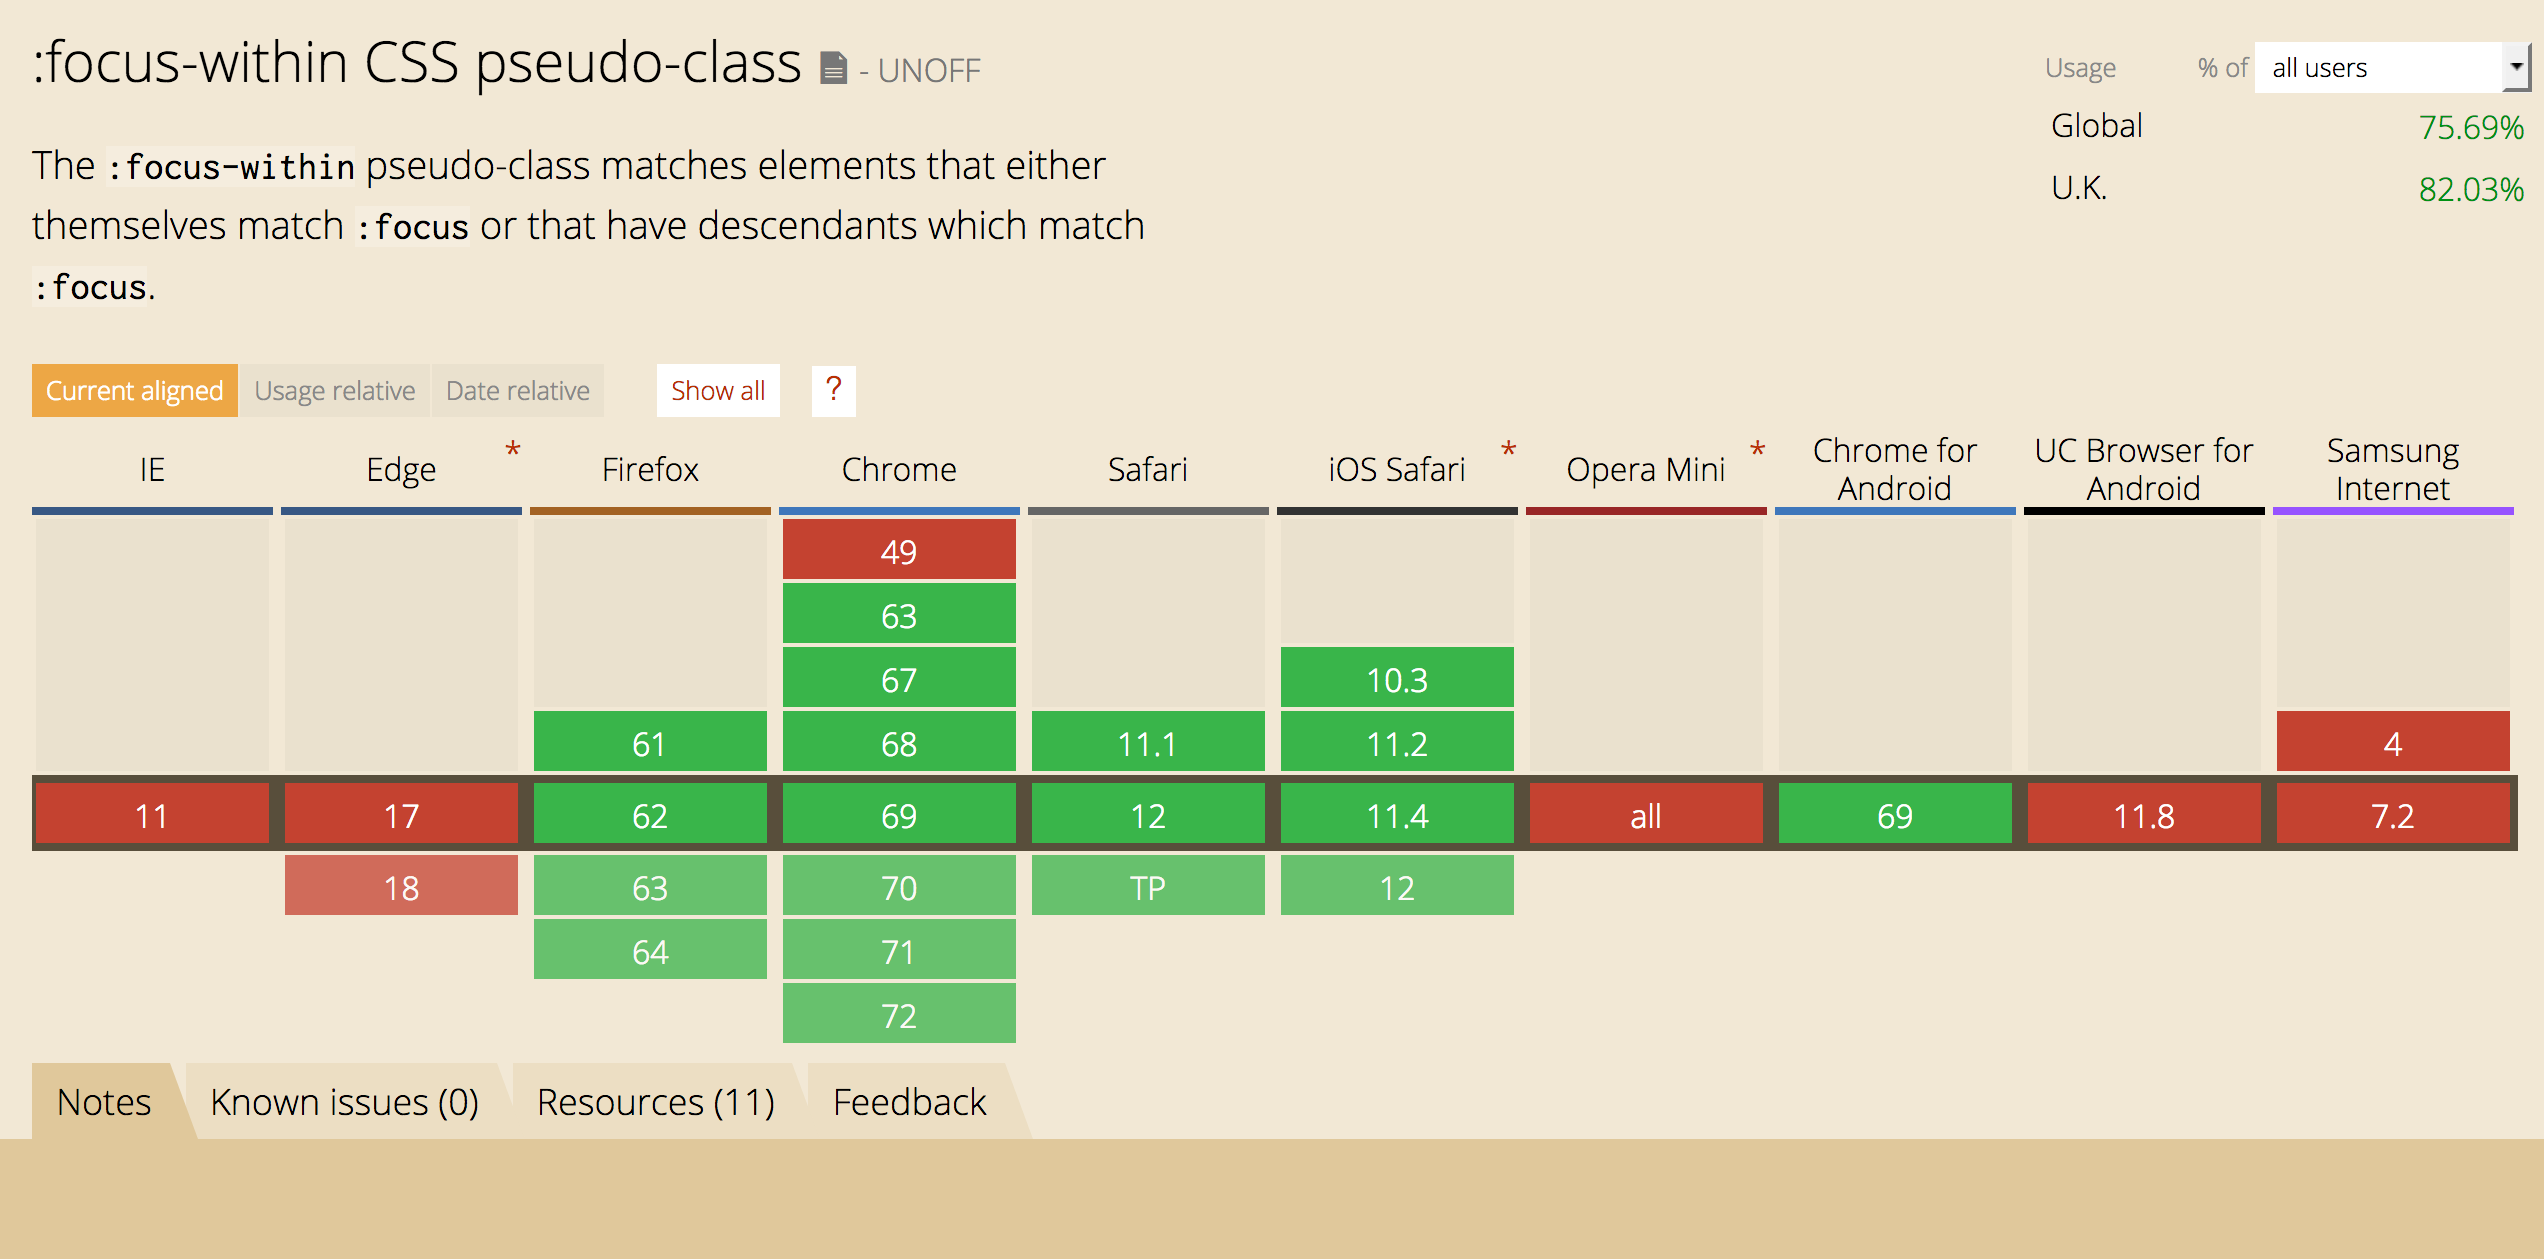 :focus-within CSS pseudo-class - UNOFF
Usage % of all users
Global 75.69%
U.K. 82.03%
The :focus-within pseudo-class matches elements that either
themselves match :focus or that have descendants which match
:focus.
Current aligned Usage relative Date relative Show all ?
IE Edge * Firefox Chrome Safari iOS Safari * Opera Mini * Chrome for Android UC Browser for Android Samsung Internet
49
63
67 10.3
61 68 11.1 11.2 4
11 17 62 69 12 11.4 all 69 11.8 7.2
18 63 70 TP 12
64 71
72
Notes Known issues (0) Resources (11) Feedback